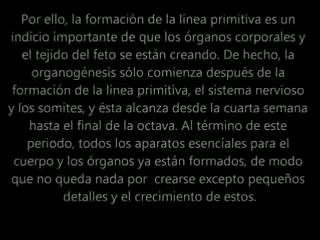 Por ello, la formación de la línea primitiva es un
indicio importante de que los órganos corporales y
el tejido del feto se están creando. De hecho, la
organogénesis sólo comienza después de la
formación de la línea primitiva, el sistema nervioso
y los somites, y ésta alcanza desde la cuarta semana
hasta el final de la octava. Al término de este
periodo, todos los aparatos esenciales para el
cuerpo y los órganos ya están formados, de modo
que no queda nada por crearse excepto pequeños
detalles y el crecimiento de estos.